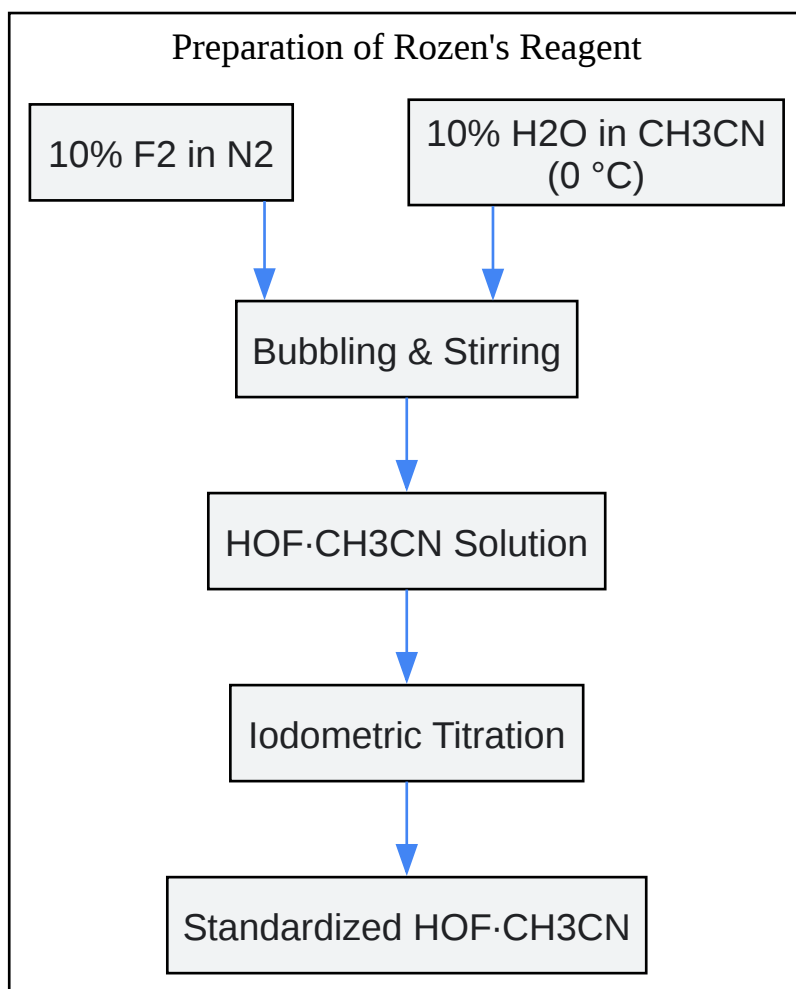 Preparation of Rozen's Reagent
10% F2 in N2
10% H2O in CH3CN
(0 °C)
Bubbling & Stirring
HOF·CH3CN Solution
Iodometric Titration
Standardized HOF·CH3CN